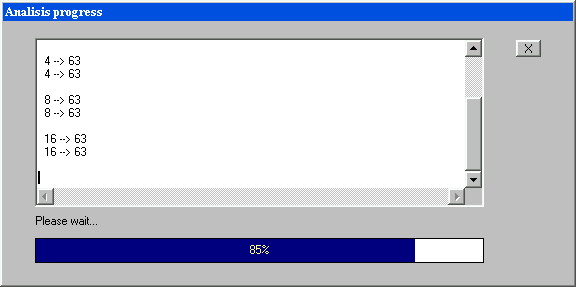 Analisis progress
4 --> 63
4 --> 63
8 --> 63
8 --> 63
16 --> 63
16 --> 63
X
Please wait...
85%